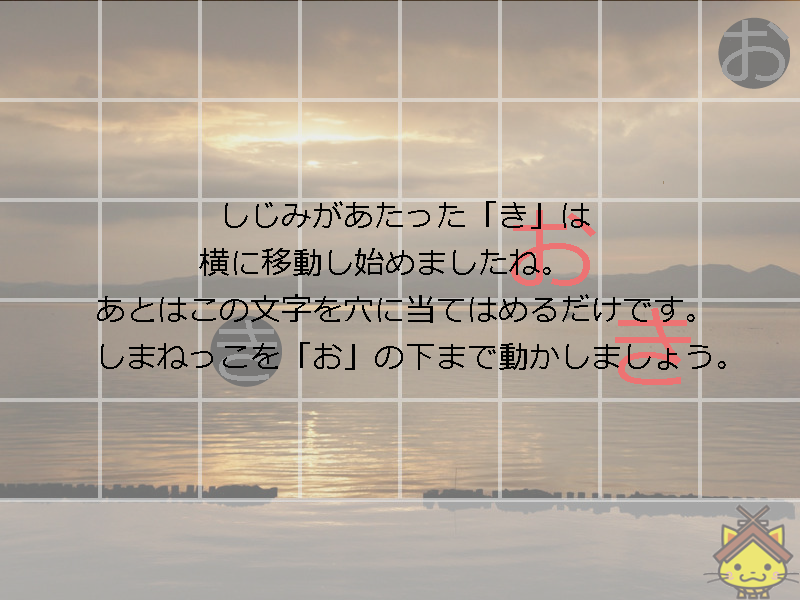 お
しじみがあたった「き」は
お
横に移動し始めましたね。
あとはこの文字を穴に当てはめるだけです。
き
き
しまねっこを「お」の下まで動かしましょう。